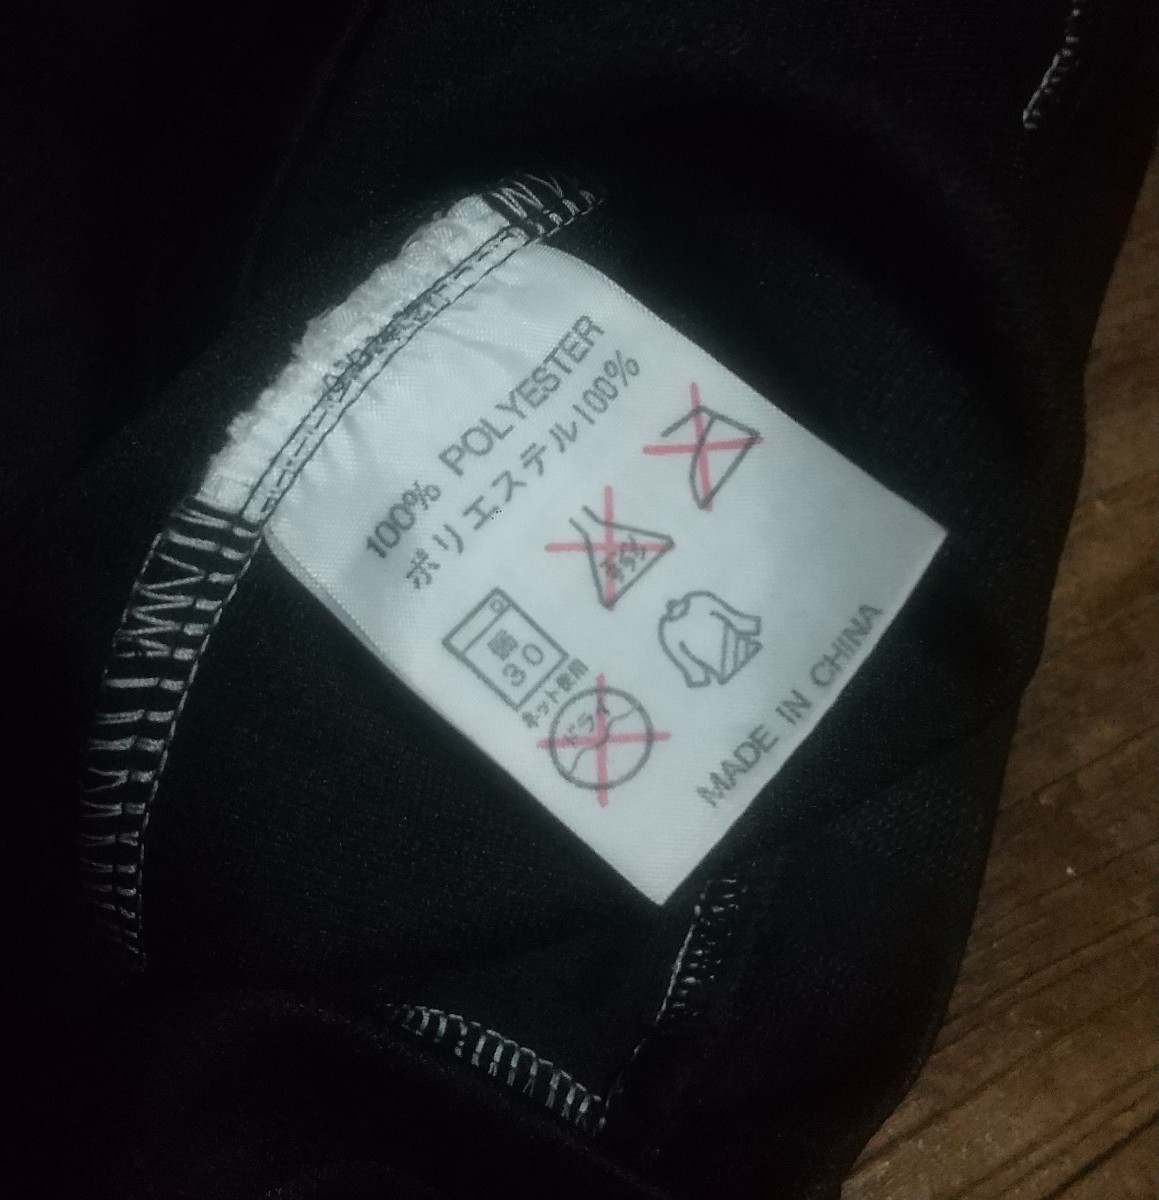 100% POLYESTER
ポリエステル100%
弱
30
ネット使用
ドライ
MADE IN CHINA